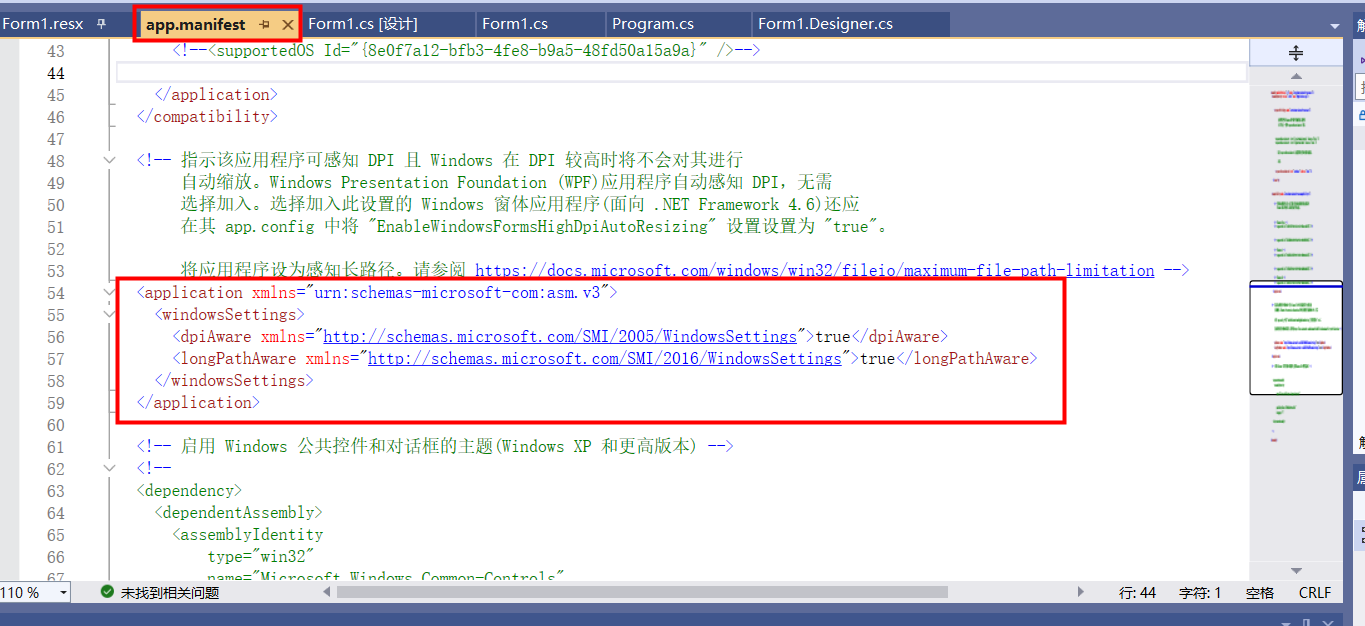 Form1.resx
app.manifest
Form1.cs [设计]
Form1.cs
Program.cs
Form1.Designer.cs
43 <!--<supportedOS Id="{8e0f7a12-bfb3-4fe8-b9a5-48fd50a15a9a}" />-->
44
45 </application>
46 </compatibility>
47
48 <!-- 指示该应用程序可感知 DPI 且 Windows 在 DPI 较高时将不会对其进行
49 自动缩放。Windows Presentation Foundation (WPF)应用程序自动感知 DPI，无需
50 选择加入。选择加入此设置的 Windows 窗体应用程序(面向 .NET Framework 4.6)还应
51 在其 app.config 中将 "EnableWindowsFormsHighDpiAutoResizing" 设置设置为 "true"。
52
53 将应用程序设为感知长路径。请参阅 https://docs.microsoft.com/windows/win32/fileio/maximum-file-path-limitation -->
54 <application xmlns="urn:schemas-microsoft-com:asm.v3">
55 <windowsSettings>
56 <dpiAware xmlns="http://schemas.microsoft.com/SMI/2005/WindowsSettings">true</dpiAware>
57 <longPathAware xmlns="http://schemas.microsoft.com/SMI/2016/WindowsSettings">true</longPathAware>
58 </windowsSettings>
59 </application>
60
61 <!-- 启用 Windows 公共控件和对话框的主题(Windows XP 和更高版本) -->
62 <!--
63 <dependency>
64 <dependentAssembly>
65 <assemblyIdentity
66 type="win32"
67 name="Microsoft.Windows.Common-Controls"
110 %
未找到相关问题
行: 44
字符: 1
空格
CRLF